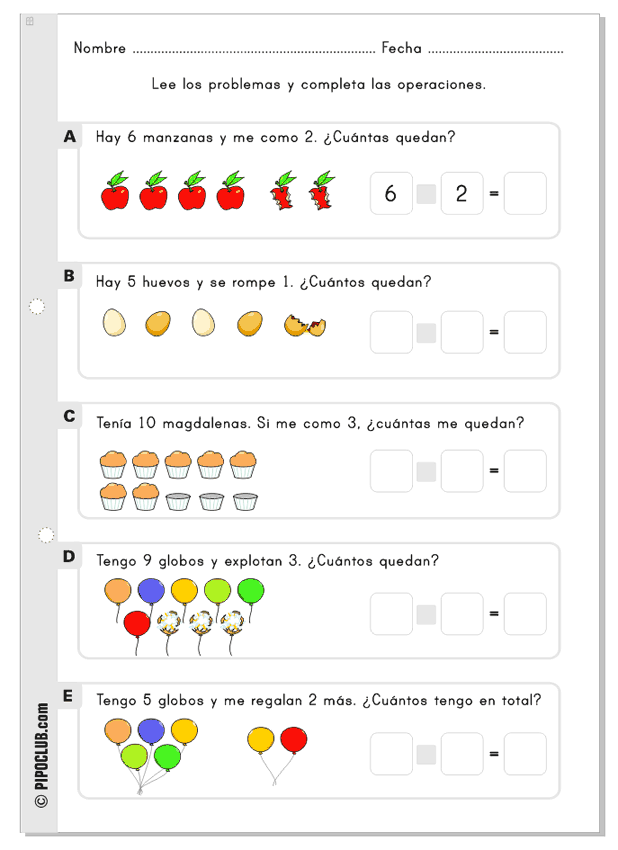 Nombre ................................................................... Fecha ......................................
Lee los problemas y completa las operaciones.
A Hay 6 manzanas y me como 2. ¿Cuántas quedan?
6 2 =
B Hay 5 huevos y se rompe 1. ¿Cuántos quedan?
=
C Tenía 10 magdalenas. Si me como 3, ¿cuántas me quedan?
=
D Tengo 9 globos y explotan 3. ¿Cuántos quedan?
=
E Tengo 5 globos y me regalan 2 más. ¿Cuántos tengo en total?
=
© PIPOCLUB.com